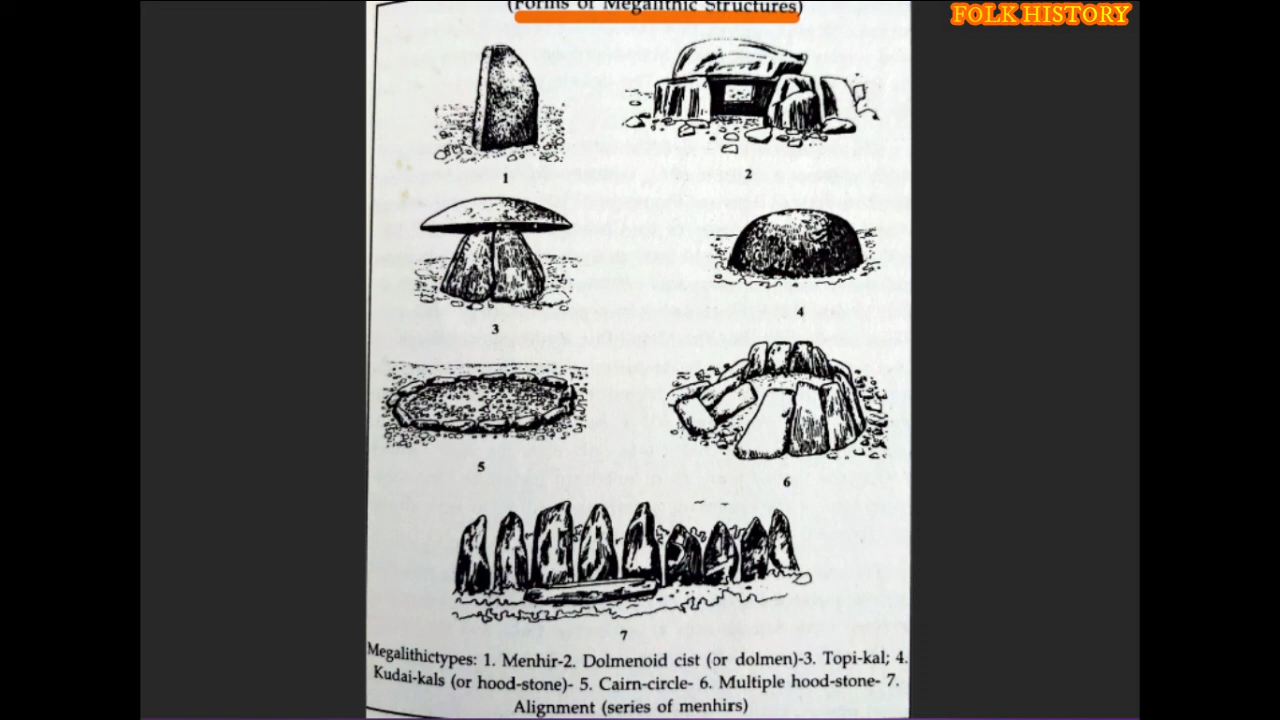 (Forms of Megalithic Structures)
FOLK HISTORY
1
2
3
4
5
6
7
Megalithictypes: 1. Menhir-2. Dolmenoid cist (or dolmen)-3. Topi-kal; 4.
Kudai-kals (or hood-stone)- 5. Cairn-circle- 6. Multiple hood-stone- 7.
Alignment (series of menhirs)